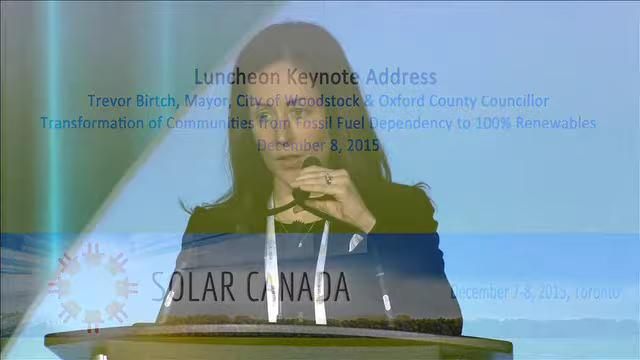 Luncheon Keynote Address
Trevor Birtch, Mayor, City of Woodstock & Oxford County Councillor
Transformation of Communities from Fossil Fuel Dependency to 100% Renewables
December 8, 2015
SOLAR CANADA
December 7-8, 2015, Toronto